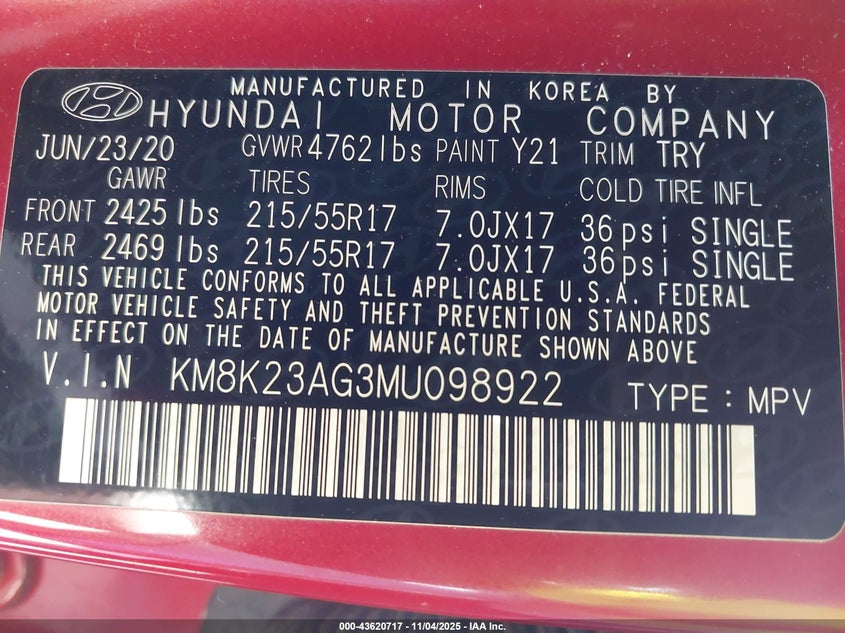 MANUFACTURED IN KOREA BY
HYUNDAI MOTOR COMPANY
JUN/23/20 GVWR 4762 lbs PAINT Y21 TRIM TRY
GAWR TIRES RIMS COLD TIRE INFL
FRONT 2425 lbs 215/55R17 7.0JX17 36psi SINGLE
REAR 2469 lbs 215/55R17 7.0JX17 36psi SINGLE
THIS VEHICLE CONFORMS TO ALL APPLICABLE U.S.A. FEDERAL
MOTOR VEHICLE SAFETY AND THEFT PREVENTION STANDARDS
IN EFFECT ON THE DATE OF MANUFACTURE SHOWN ABOVE
V.I.N KM8K23AG3MU098922 TYPE : MPV
000-43620717 - 11/04/2025 - IAA Inc.